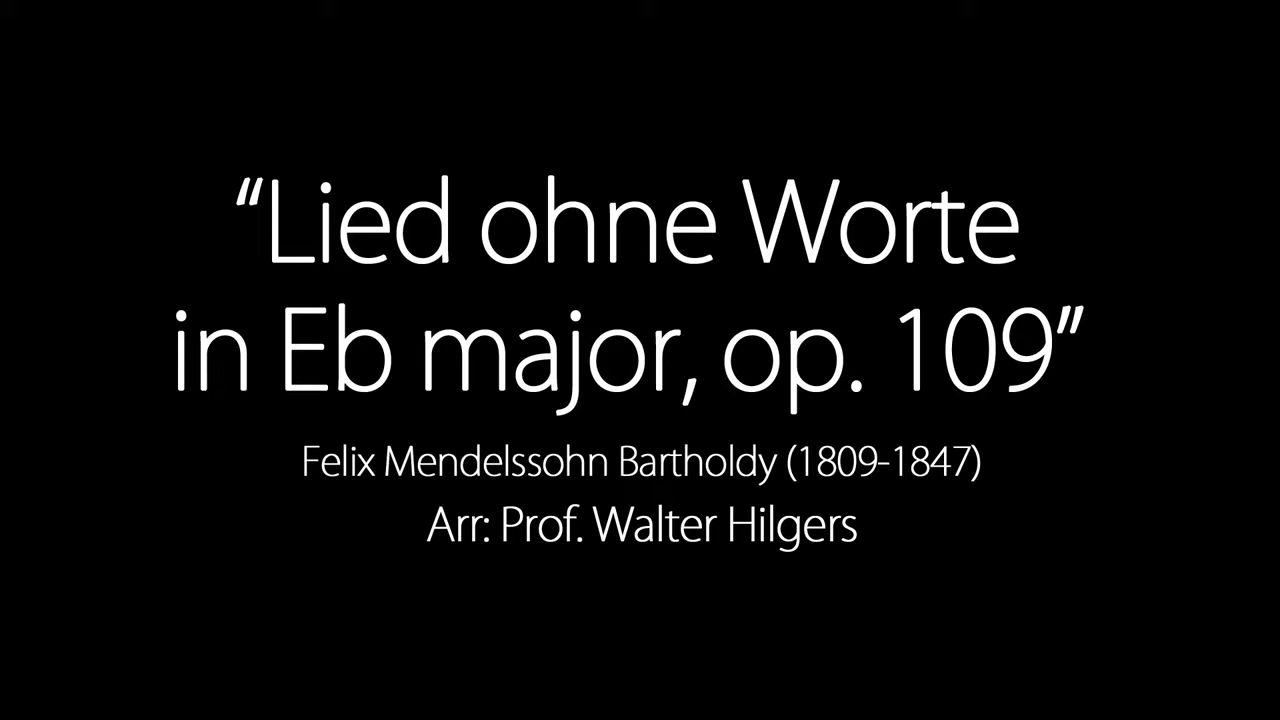 “Lied ohne Worte
in Eb major, op. 109”
Felix Mendelssohn Bartholdy (1809-1847)
Arr: Prof. Walter Hilgers